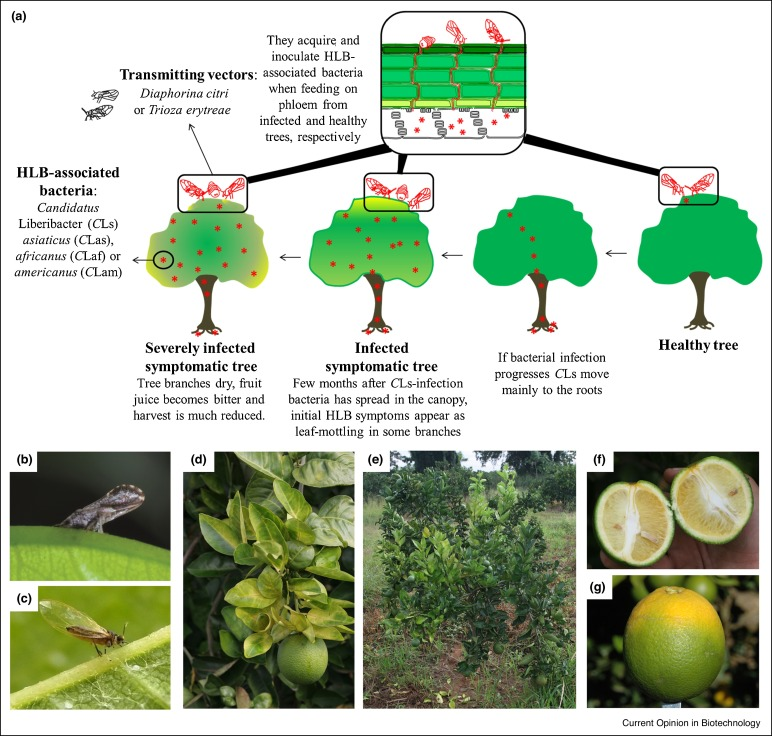 (a)
Transmitting vectors:
Diaphorina citri
or Trioza erytreae
They acquire and
inoculate HLB-
associated bacteria
when feeding on
phloem from
infected and healthy
trees, respectively
HLB-associated
bacteria:
Candidatus
Liberibacter (CLs)
asiaticus (CLas),
africanus (CLaf) or
americanus (CLam)
Severely infected
symptomatic tree
Tree branches dry, fruit
juice becomes bitter and
harvest is much reduced.
Infected
symptomatic tree
Few months after CLs-infection
bacteria has spread in the canopy,
initial HLB symptoms appear as
leaf-mottling in some branches
If bacterial infection
progresses CLs move
mainly to the roots
Healthy tree
(b)
(c)
(d)
(e)
(f)
(g)
Current Opinion in Biotechnology